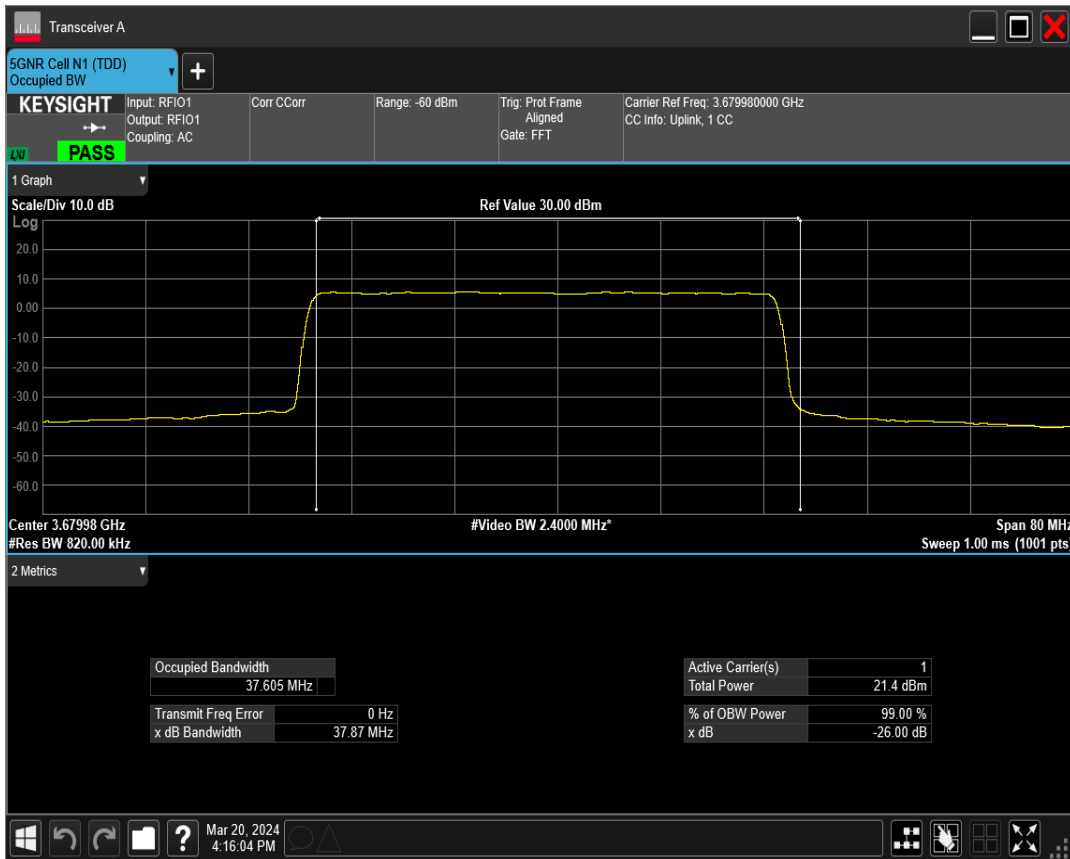 Transceiver A
5GNR Cell N1 (TDD)
Occupied BW
+
KEYSIGHT
LXI
PASS
Input: RFIO1
Output: RFIO1
Coupling: AC
Corr CCorr
Range: -60 dBm
Trig: Prot Frame
Aligned
Gate: FFT
Carrier Ref Freq: 3.679980000 GHz
CC Info: Uplink, 1 CC
1 Graph
Scale/Div 10.0 dB
Ref Value 30.00 dBm
Log
20.0
10.0
0.00
-10.0
-20.0
-30.0
-40.0
-50.0
-60.0
Center 3.67998 GHz
#Video BW 2.4000 MHz*
Span 80 MHz
#Res BW 820.00 kHz
Sweep 1.00 ms (1001 pts)
2 Metrics
Occupied Bandwidth
37.605 MHz
Transmit Freq Error 0 Hz
x dB Bandwidth 37.87 MHz
Active Carrier(s) 1
Total Power 21.4 dBm
% of OBW Power 99.00 %
x dB -26.00 dB
?
Mar 20, 2024
4:16:04 PM